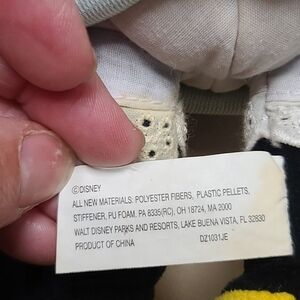 ©DISNEY
ALL NEW MATERIALS: POLYESTER FIBERS, PLASTIC PELLETS,
STIFFENER, PU FOAM. PA 8335(RC), OH 18724, MA 2000
WALT DISNEY PARKS AND RESORTS, LAKE BUENA VISTA, FL 32830
PRODUCT OF CHINA DZ1031JE